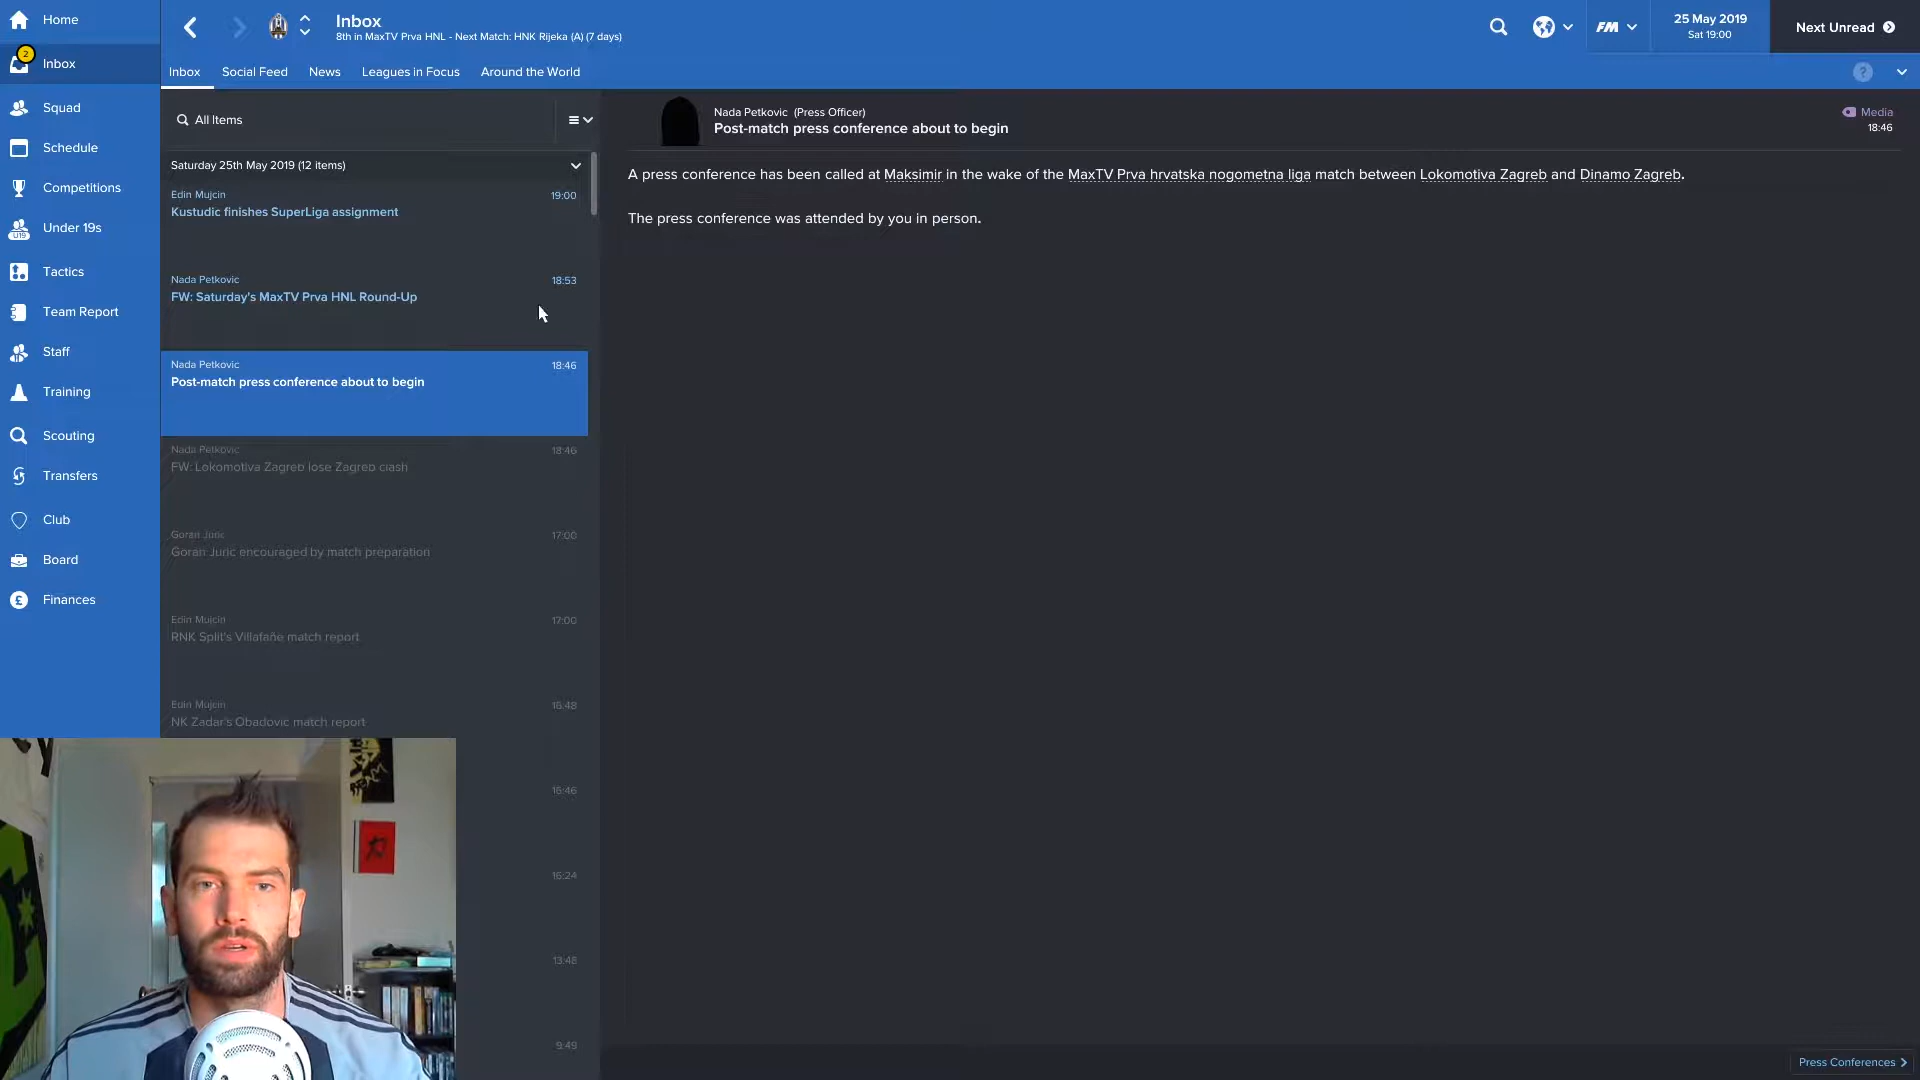 Home
2
Inbox
Squad
Schedule
Competitions
Under 19s
U19
Tactics
Team Report
Staff
Training
Scouting
Transfers
Club
Board
£
Finances
Inbox
8th in MaxTV Prva HNL - Next Match: HNK Rijeka (A) (7 days)
FM
25 May 2019
Sat 19:00
Next Unread
Inbox
Social Feed
News
Leagues in Focus
Around the World
?
All Items
Saturday 25th May 2019 (12 items)
Edin Mujcin
19:00
Kustudic finishes SuperLiga assignment
Nada Petkovic
18:53
FW: Saturday's MaxTV Prva HNL Round-Up
Nada Petkovic
18:46
Post-match press conference about to begin
Nada Petkovic
18:46
FW: Lokomotiva Zagreb lose Zagreb clash
Goran Juric
17:00
Goran Juric encouraged by match preparation
Edin Mujcin
17:00
RNK Split's Villafañe match report
Edin Mujcin
16:48
NK Zadar's Obadovic match report
16:46
16:24
13:48
9:49
Nada Petkovic (Press Officer)
Post-match press conference about to begin
Media
18:46
A press conference has been called at Maksimir in the wake of the MaxTV Prva hrvatska nogometna liga match between Lokomotiva Zagreb and Dinamo Zagreb.
The press conference was attended by you in person.
Press Conferences